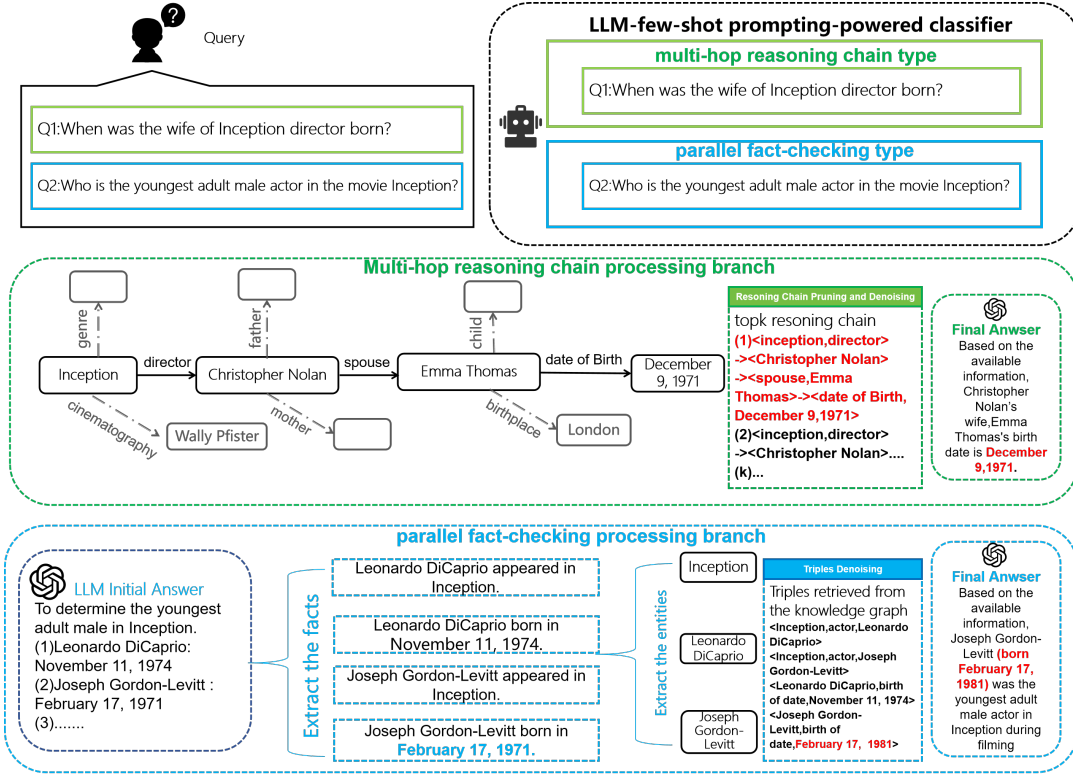 Query
Q1:When was the wife of Inception director born?
Q2:Who is the youngest adult male actor in the movie Inception?
LLM-few-shot prompting-powered classifier
multi-hop reasoning chain type
Q1:When was the wife of Inception director born?
parallel fact-checking type
Q2:Who is the youngest adult male actor in the movie Inception?
Multi-hop reasoning chain processing branch
genre
father
child
Inception
director
Christopher Nolan
spouse
Emma Thomas
date of Birth
December
9, 1971
cinematography
Wally Pfister
mother
birthplace
London
Resoning Chain Pruning and Denoising
topk resoning chain
(1)<inception,director>
-><Christopher Nolan>
-><spouse,Emma
Thomas>-><date of Birth,
December 9,1971>
(2)<inception,director>
-><Christopher Nolan>....
(k)...
Final Anwser
Based on the
available
information,
Christopher
Nolan's
wife,Emma
Thomas's birth
date is December
9,1971.
parallel fact-checking processing branch
LLM Initial Answer
To determine the youngest
adult male in Inception.
(1)Leonardo DiCaprio:
November 11, 1974
(2)Joseph Gordon-Levitt :
February 17, 1971
(3).......
Extract the facts
Leonardo DiCaprio appeared in
Inception.
Leonardo DiCaprio born in
November 11, 1974.
Joseph Gordon-Levitt appeared in
Inception.
Joseph Gordon-Levitt born in
February 17, 1971.
Extract the entities
Inception
Leonardo
DiCaprio
Joseph
Gordon-
Levitt
Triples Denoising
Triples retrieved from
the knowledge graph
<Inception,actor,Leonardo
DiCaprio>
<Inception,actor,Joseph
Gordon-Levitt>
<Leonardo DiCaprio,birth
of date,November 11, 1974>
<Joseph Gordon-
Levitt,birth of
date,February 17, 1981>
Final Anwser
Based on the
available
information,
Joseph Gordon-
Levitt (born
February 17,
1981) was the
youngest adult
male actor in
Inception during
filming